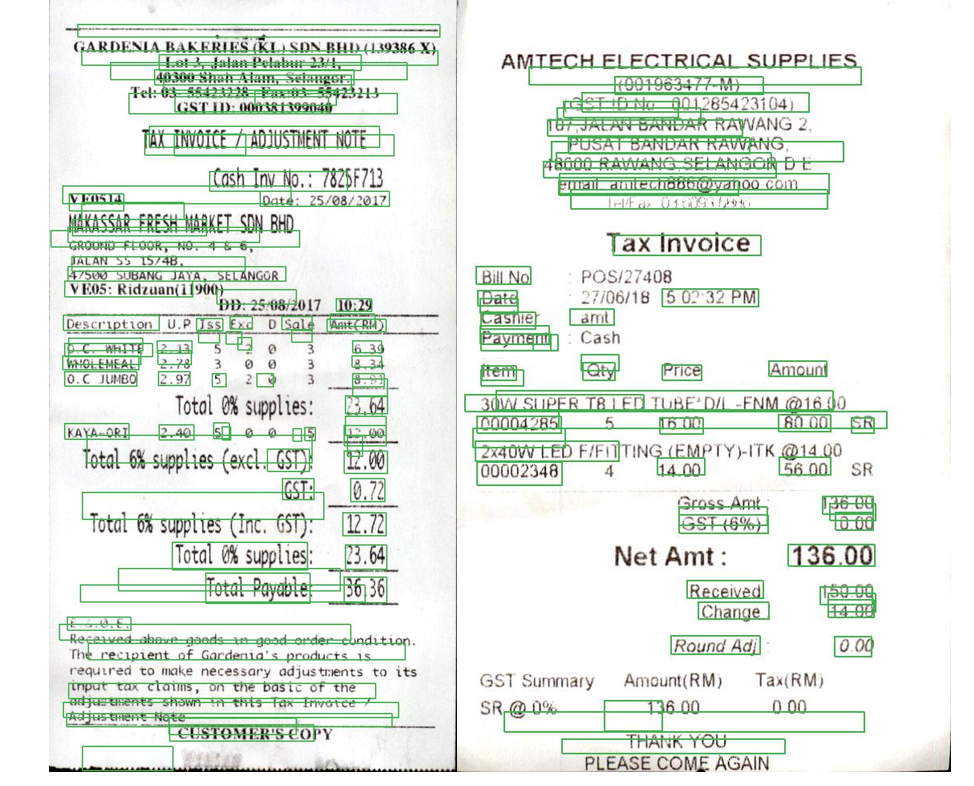 GARDENIA BAKERIES (KL) SDN BHD (139386 X)
Lot 3, Jalan Pelabur 23/1,
40300 Shah Alam, Selangor.
Tel: 03- 55423228 Fax:03- 55423213
GST ID: 000381399040
TAX INVOICE / ADJUSTMENT NOTE
Cash Inv No.: 7825F713
VE0514 Date: 25/08/2017
MAKASSAR FRESH MARKET SDN BHD
GROUND FLOOR, NO. 4 & 6,
JALAN SS 15/4B,
47500 SUBANG JAYA, SELANGOR
VE05: Ridzuan(11900)
DD: 25/08/2017 10:29
Description U.P Iss Exc D Sale Amt(RM)
O.C. WHITE 2.13 5 2 0 3 6.39
WHOLEMEAL 2.78 3 0 0 3 8.34
O.C JUMBO 2.97 5 2 0 3 8.91
Total 0% supplies: 23.64
KAYA-ORI 2.40 5 0 0 5 12.00
Total 6% supplies (excl. GST): 12.00
GST: 0.72
Total 6% supplies (Inc. GST): 12.72
Total 0% supplies: 23.64
Total Payable: 36.36
E.&.O.E.
Received above goods in good order condition.
The recipient of Gardenia's products is
required to make necessary adjustments to its
input tax claims, on the basic of the
adjustments shown in this Tax Invoice /
Adjustment Note
CUSTOMER'S COPY
AMTECH ELECTRICAL SUPPLIES
(001963477-M)
(GST ID No : 001285423104)
107,JALAN BANDAR RAWANG 2,
PUSAT BANDAR RAWANG,
48000 RAWANG,SELANGOR D E
email amtech886@yahoo com
Tel/Fax
Tax Invoice
Bill No : POS/27408
Date : 27/06/18 5:02:32 PM
Cashier : amt
Payment : Cash
Item Qty Price Amount
30W SUPER T8 LED TUBE*D/L -FNM @16.00
00004285 5 16.00 80.00 SR
2x40W LED F/FITTING (EMPTY)-ITK @14.00
00002348 4 14.00 56.00 SR
Gross Amt : 136.00
GST (6%) : 0.00
Net Amt : 136.00
Received 150.00
Change 14.00
Round Adj : 0.00
GST Summary Amount(RM) Tax(RM)
SR @ 0% 136.00 0.00
THANK YOU
PLEASE COME AGAIN